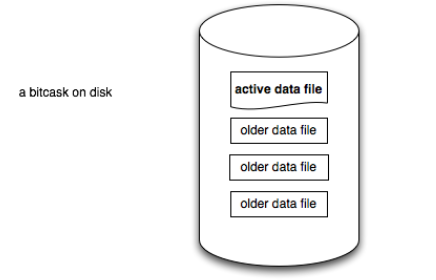 active data file
a bitcask on disk
older data file
older data file
older data file